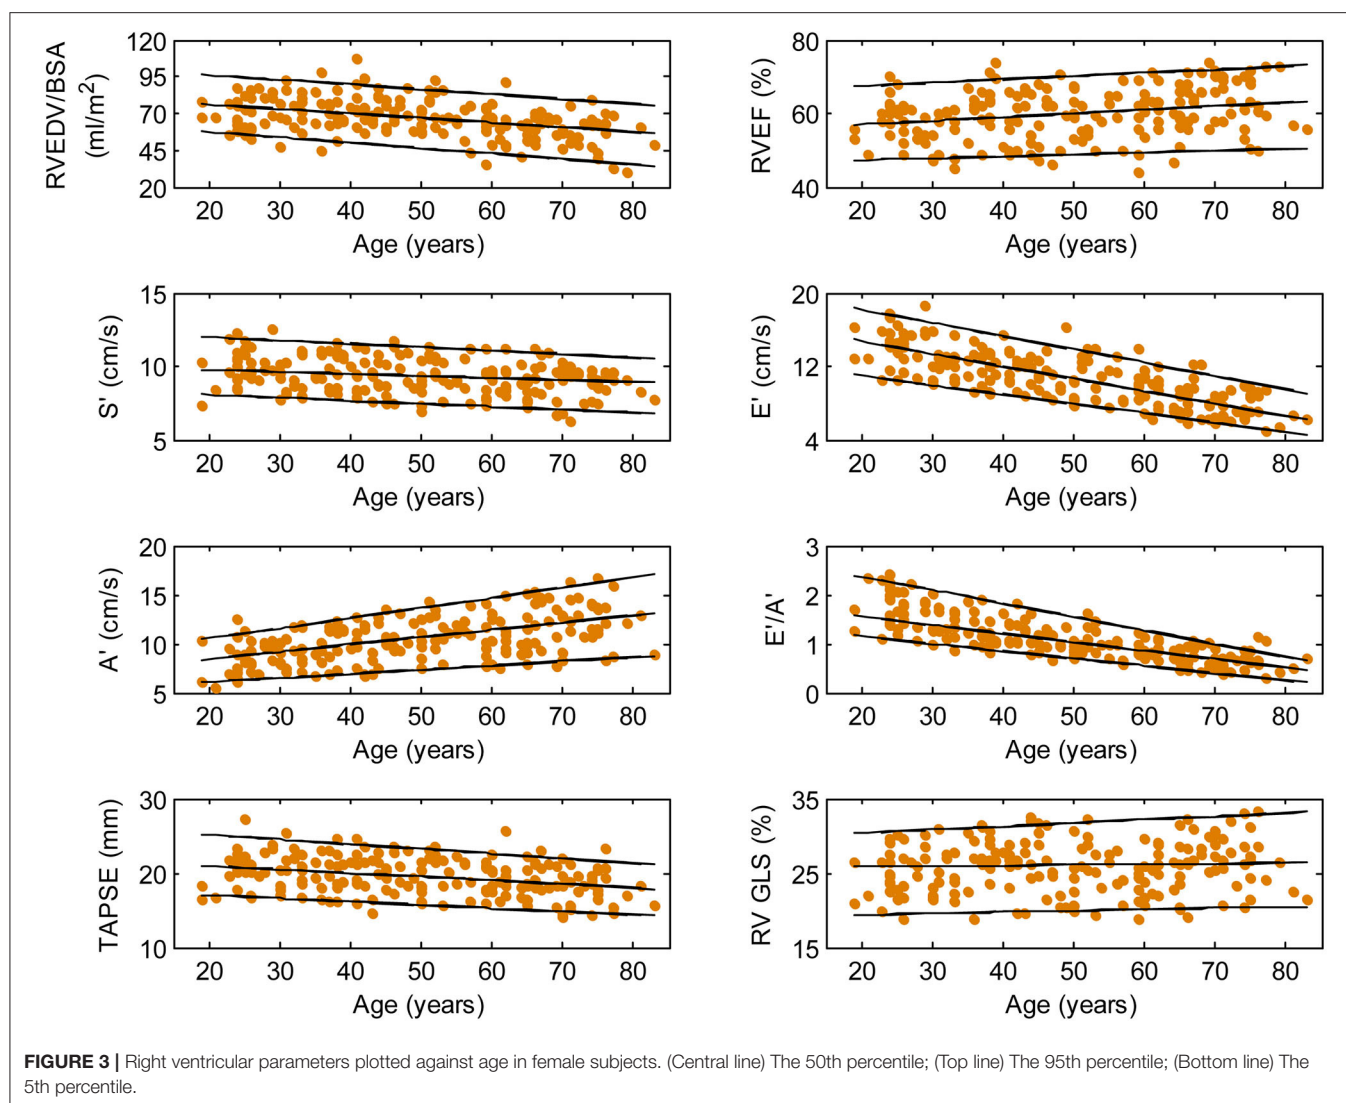 RVEDV/BSA
(ml/m2)
120
95
70
45
20
20 30 40 50 60 70 80
Age (years)
RVEF (%)
80
60
40
20 30 40 50 60 70 80
Age (years)
S' (cm/s)
15
10
5
20 30 40 50 60 70 80
Age (years)
E' (cm/s)
20
12
4
20 30 40 50 60 70 80
Age (years)
A' (cm/s)
20
15
10
5
20 30 40 50 60 70 80
Age (years)
E'/A'
3
2
1
0
20 30 40 50 60 70 80
Age (years)
TAPSE (mm)
30
20
10
20 30 40 50 60 70 80
Age (years)
RV GLS (%)
35
25
15
20 30 40 50 60 70 80
Age (years)
FIGURE 3 | Right ventricular parameters plotted against age in female subjects. (Central line) The 50th percentile; (Top line) The 95th percentile; (Bottom line) The
5th percentile.